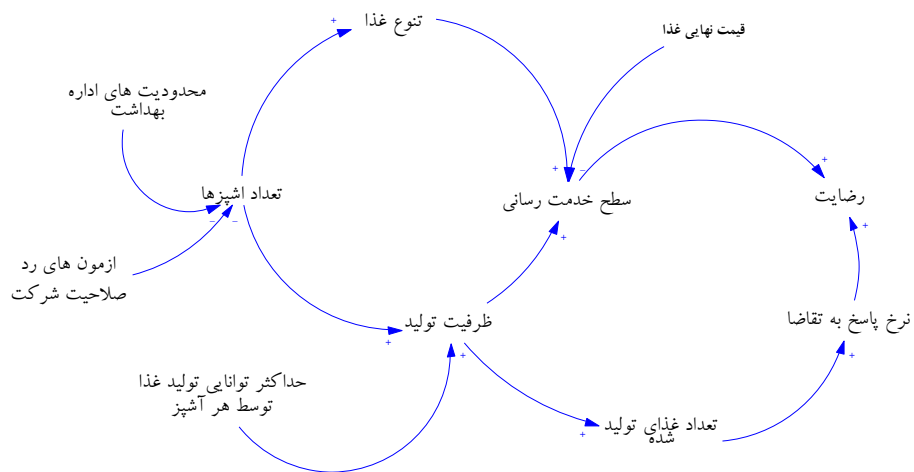 تنوع غذا
قیمت نهایی غذا
محدودیت های اداره
بهداشت
تعداد اشپزها
سطح خدمت رسانی
رضایت
ازمون های رد
صلاحیت شرکت
ظرفیت تولید
نرخ پاسخ به تقاضا
حداکثر توانایی تولید غذا
توسط هر آشپز
تعداد غذای تولید
شده